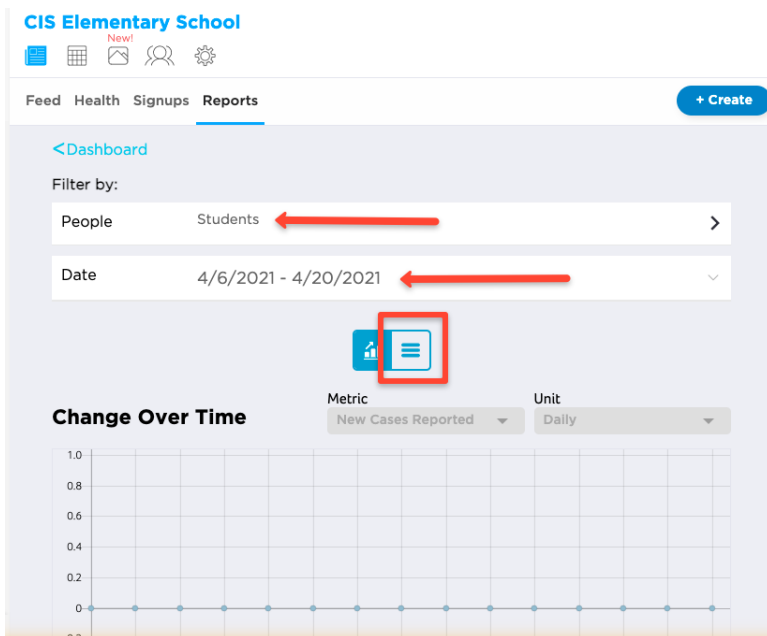 CIS Elementary School
New!
Feed Health Signups Reports + Create
<Dashboard
Filter by:
People Students
Date 4/6/2021 - 4/20/2021
Metric Unit
Change Over Time New Cases Reported Daily
1.0
0.8
0.6
0.4
0.2
0